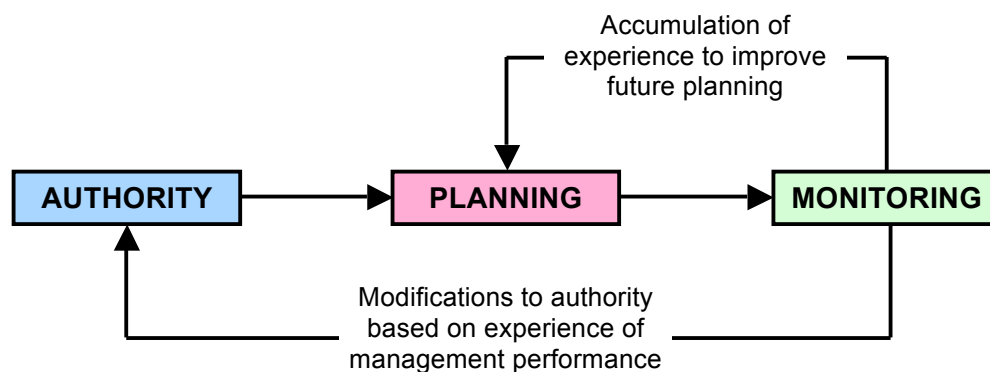 Accumulation of
experience to improve
future planning
AUTHORITY
PLANNING
MONITORING
Modifications to authority
based on experience of
management performance